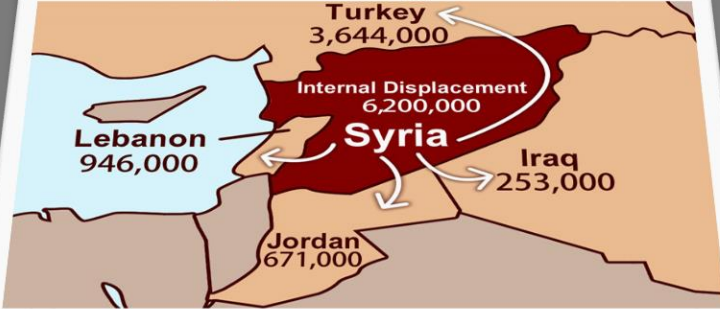 Turkey
3,644,000
Internal Displacement
6,200,000
Syria
Lebanon
946,000
Iraq
253,000
Jordan
671,000